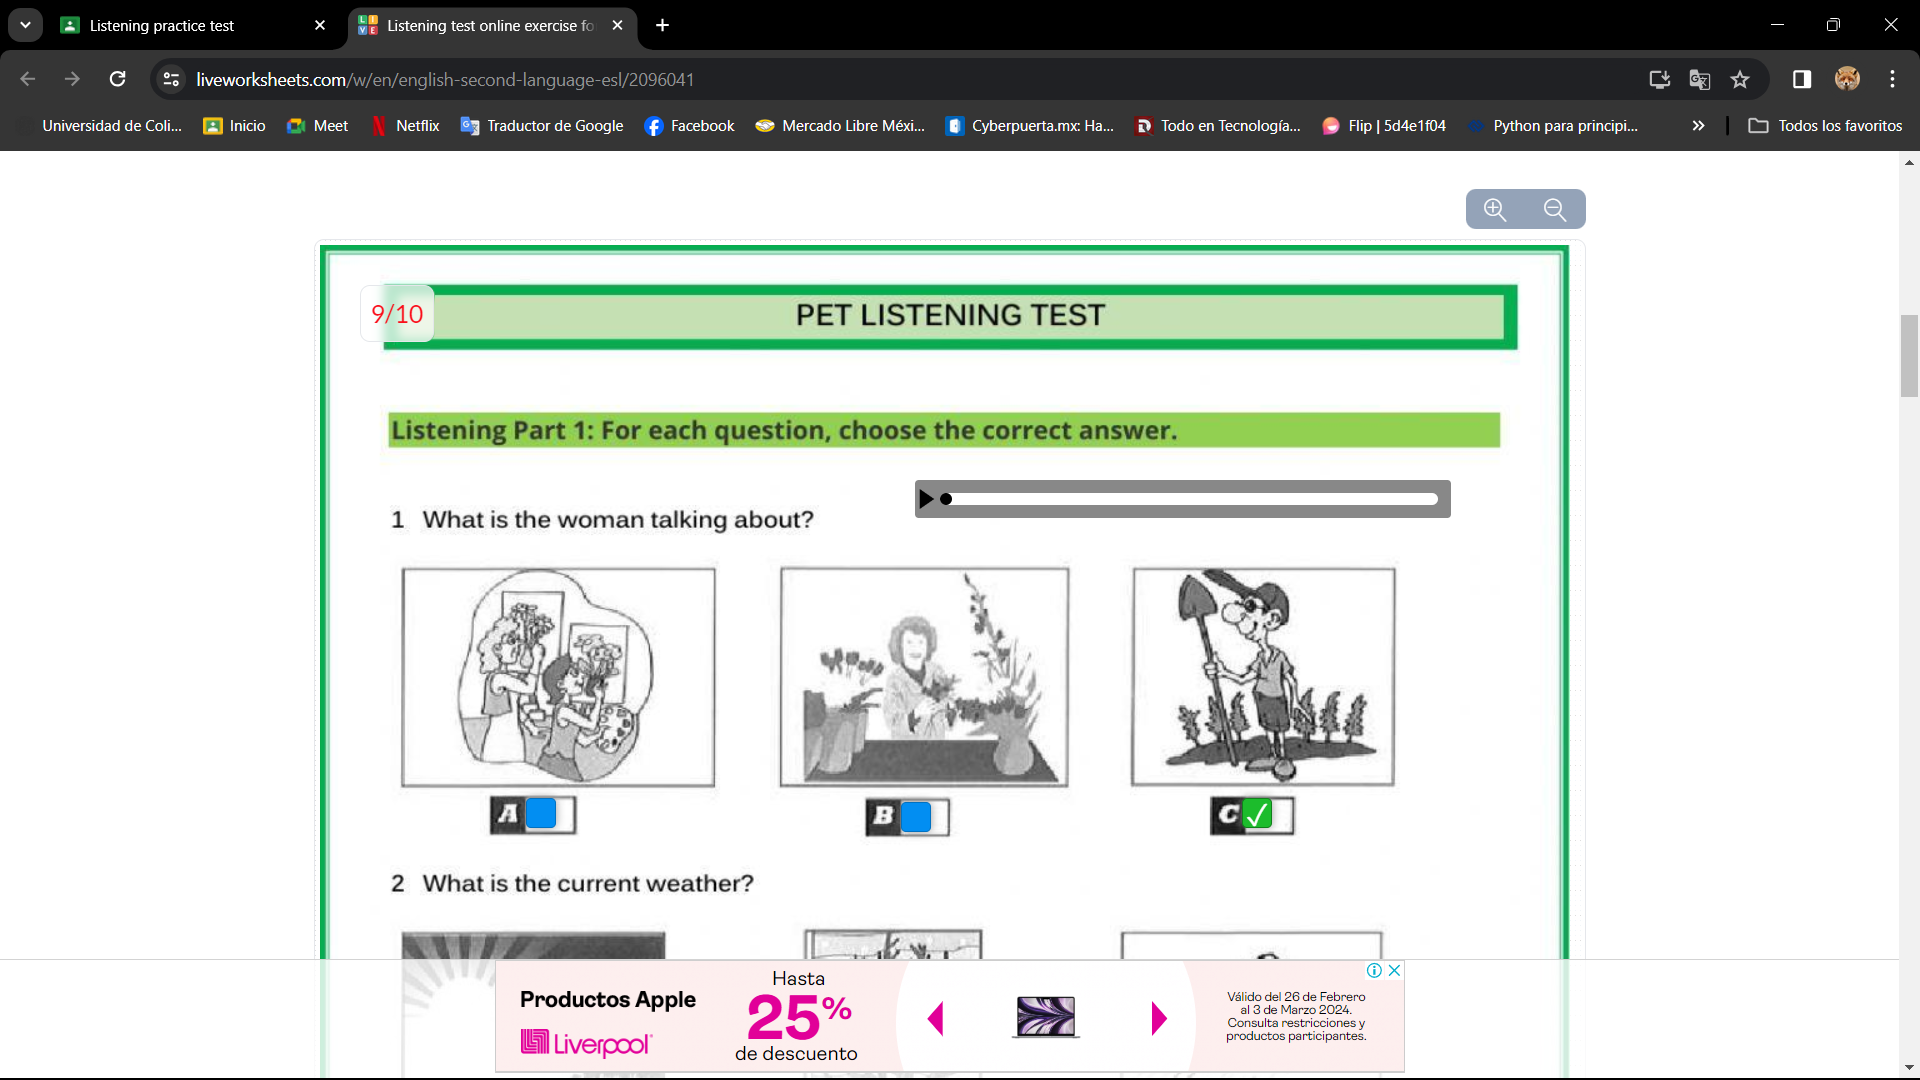 Listening practice test
Listening test online exercise fo
liveworksheets.com/w/en/english-second-language-esl/2096041
Universidad de Coli...
Inicio
Meet
Netflix
Traductor de Google
Facebook
Mercado Libre Méxi...
Cyberpuerta.mx: Ha...
Todo en Tecnología...
Flip | 5d4e1f04
Python para principi...
Todos los favoritos
9/10
PET LISTENING TEST
Listening Part 1: For each question, choose the correct answer.
1 What is the woman talking about?
A
B
C
2 What is the current weather?
Productos Apple
Liverpool
Hasta
25%
de descuento
Válido del 26 de Febrero
al 3 de Marzo 2024.
Consulta restricciones y
productos participantes.